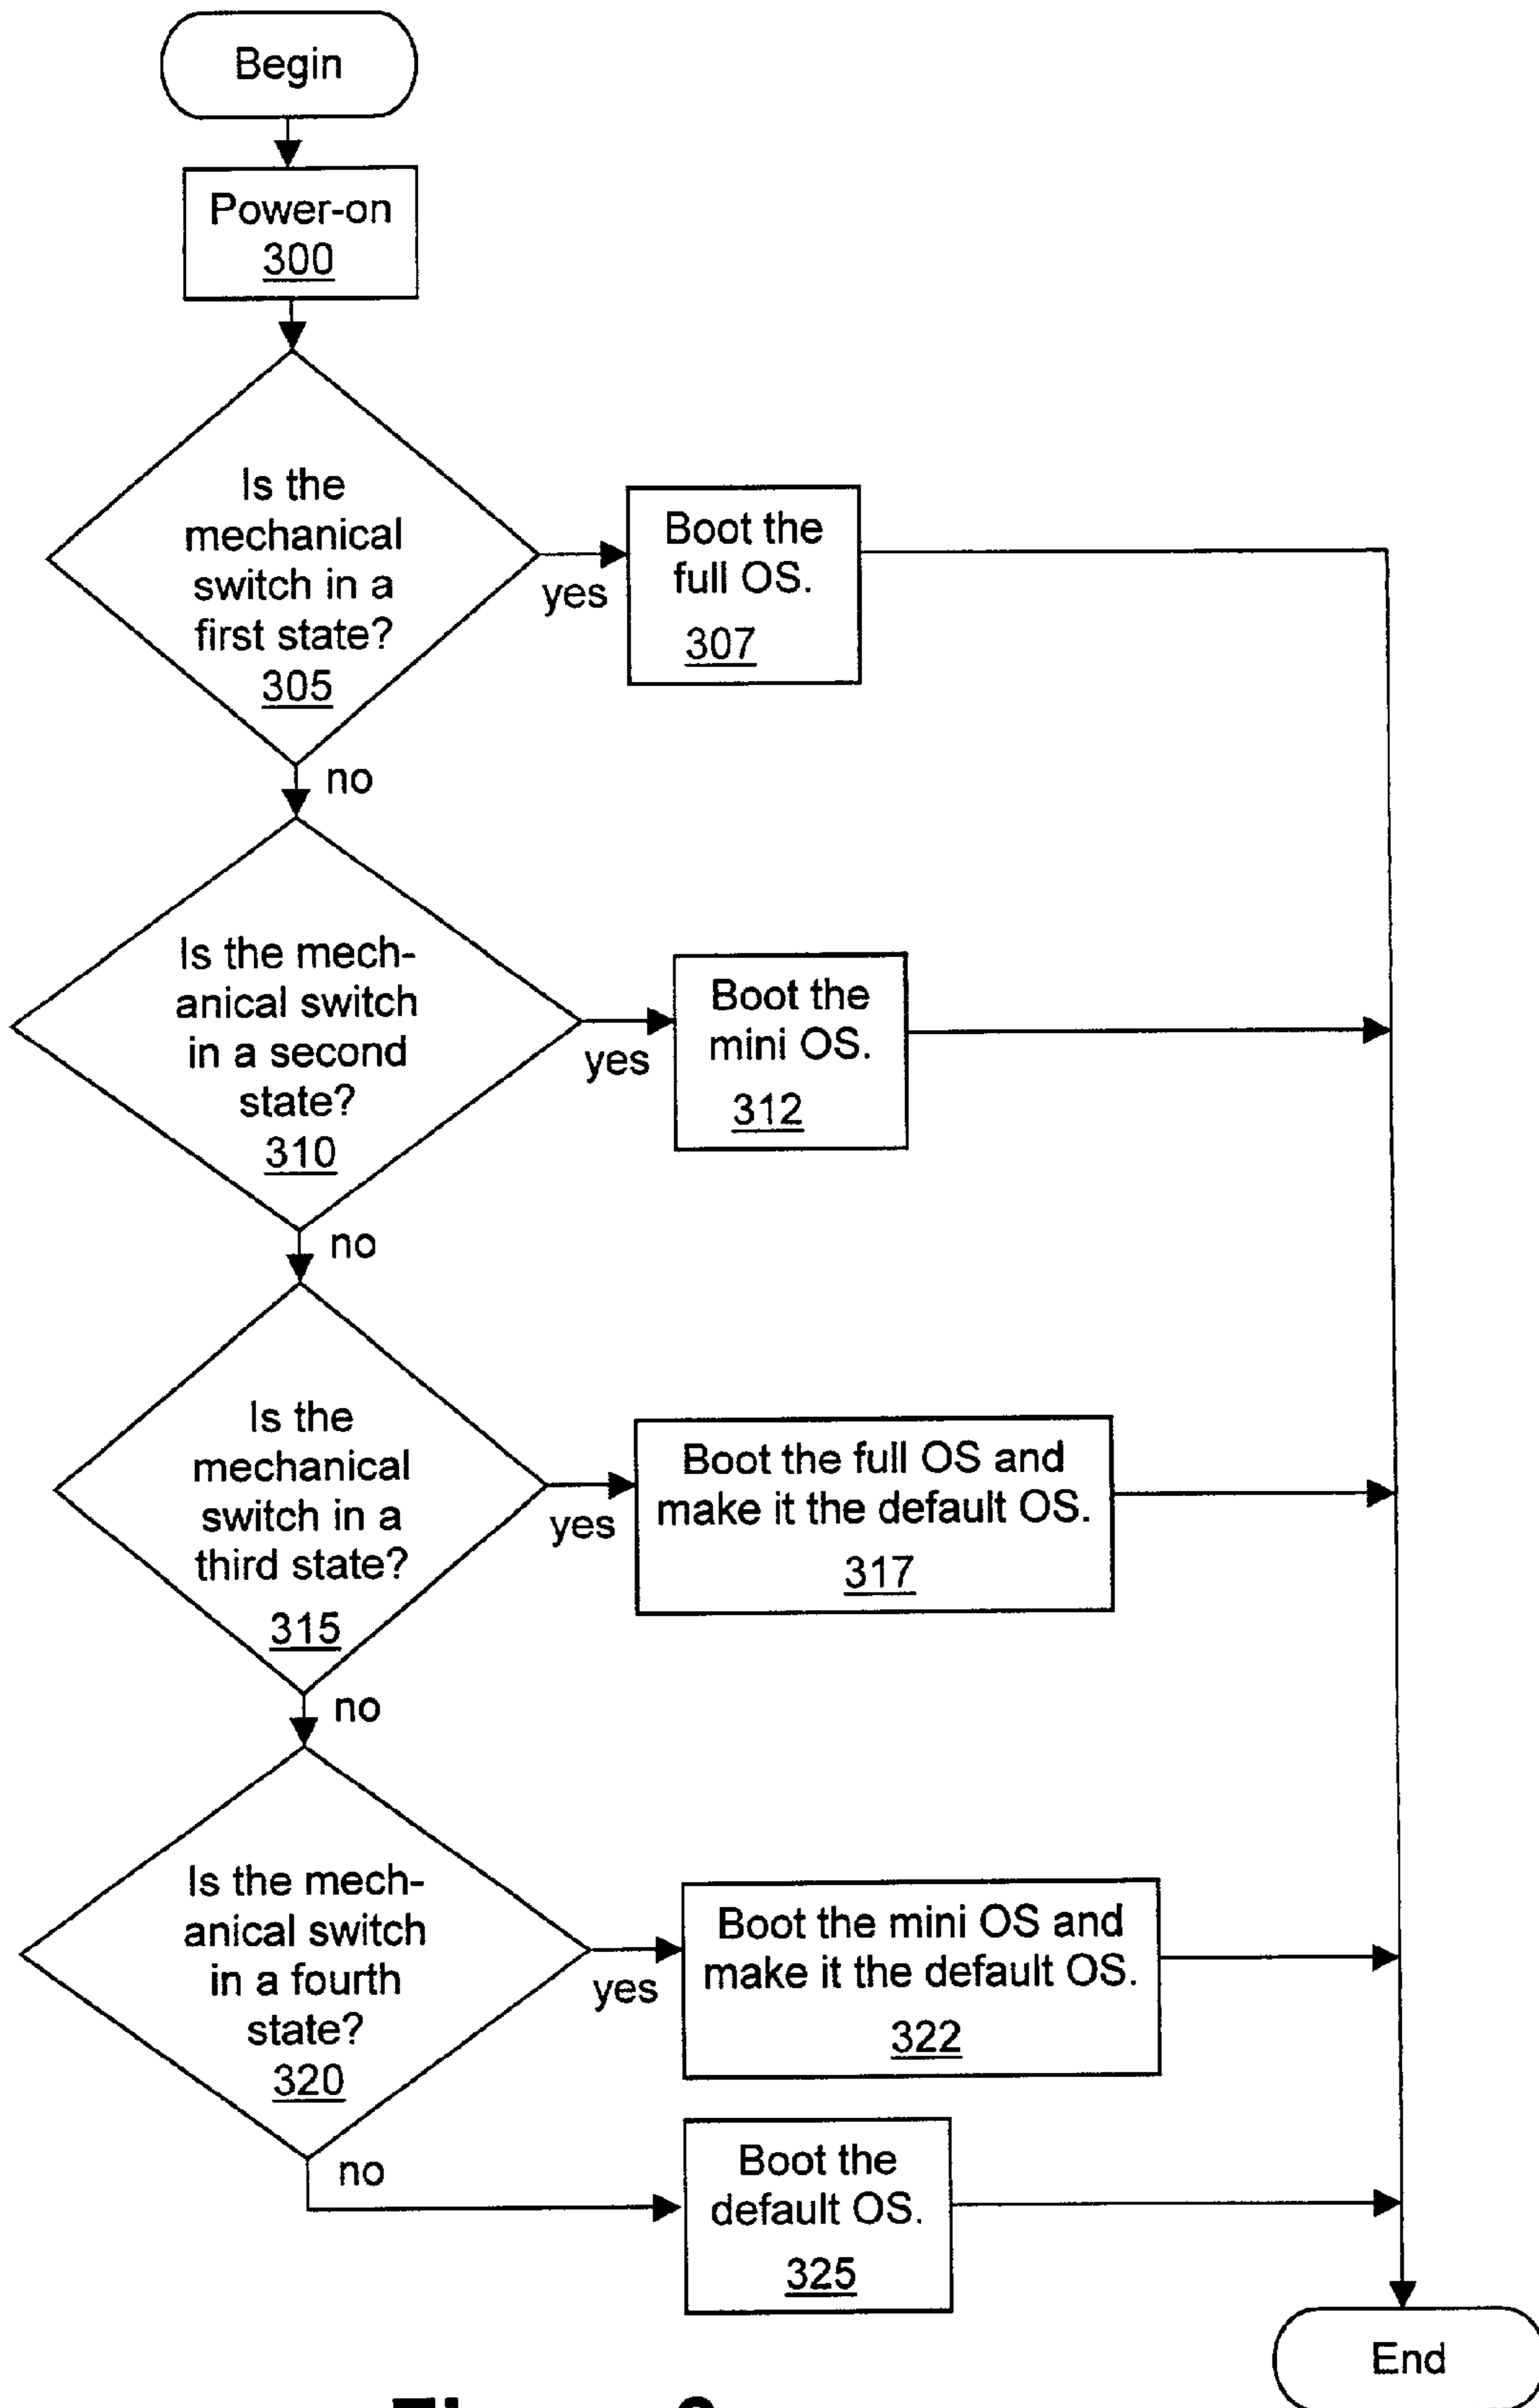 Begin
Power-on
300
Is the
mechanical
switch in a
first state?
305
yes
Boot the
full OS.
307
no
Is the mech-
anical switch
in a second
state?
310
yes
Boot the
mini OS.
312
no
Is the
mechanical
switch in a
third state?
315
yes
Boot the full OS and
make it the default OS.
317
no
Is the mech-
anical switch
in a fourth
state?
320
yes
Boot the mini OS and
make it the default OS.
322
no
Boot the
default OS.
325
End